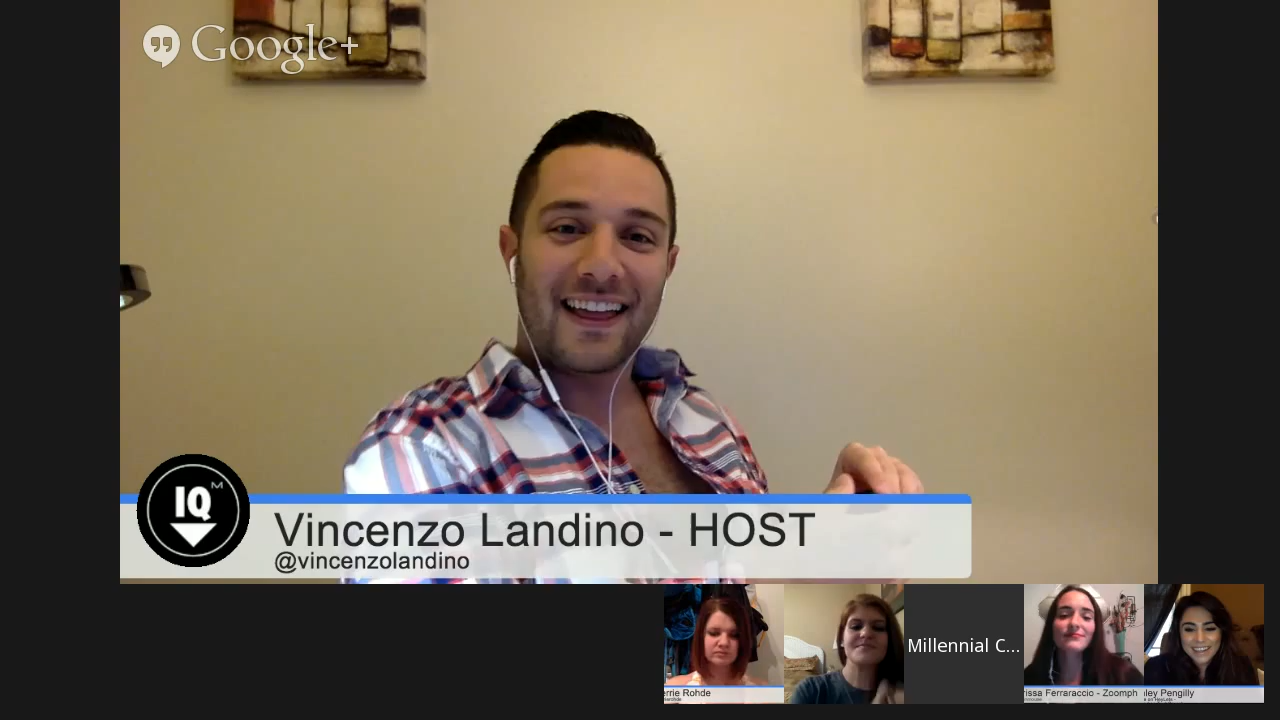 Google+
IQ M
Vincenzo Landino - HOST
@vincenzolandino
Millennial C...
errie Rohde
rissa Ferraraccio - Zoomph
ley Pengilly